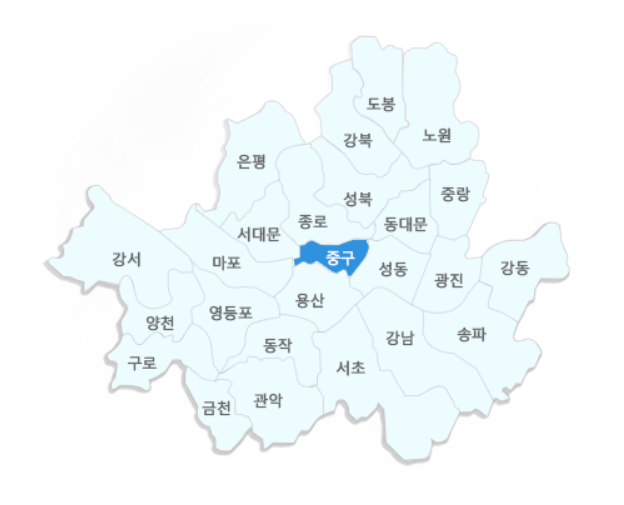 도봉
강북
노원
은평
중랑
성북
종로
동대문
서대문
중구
강서
마포
성동
강동
광진
용산
영등포
양천
송파
강남
동작
구로
서초
관악
금천